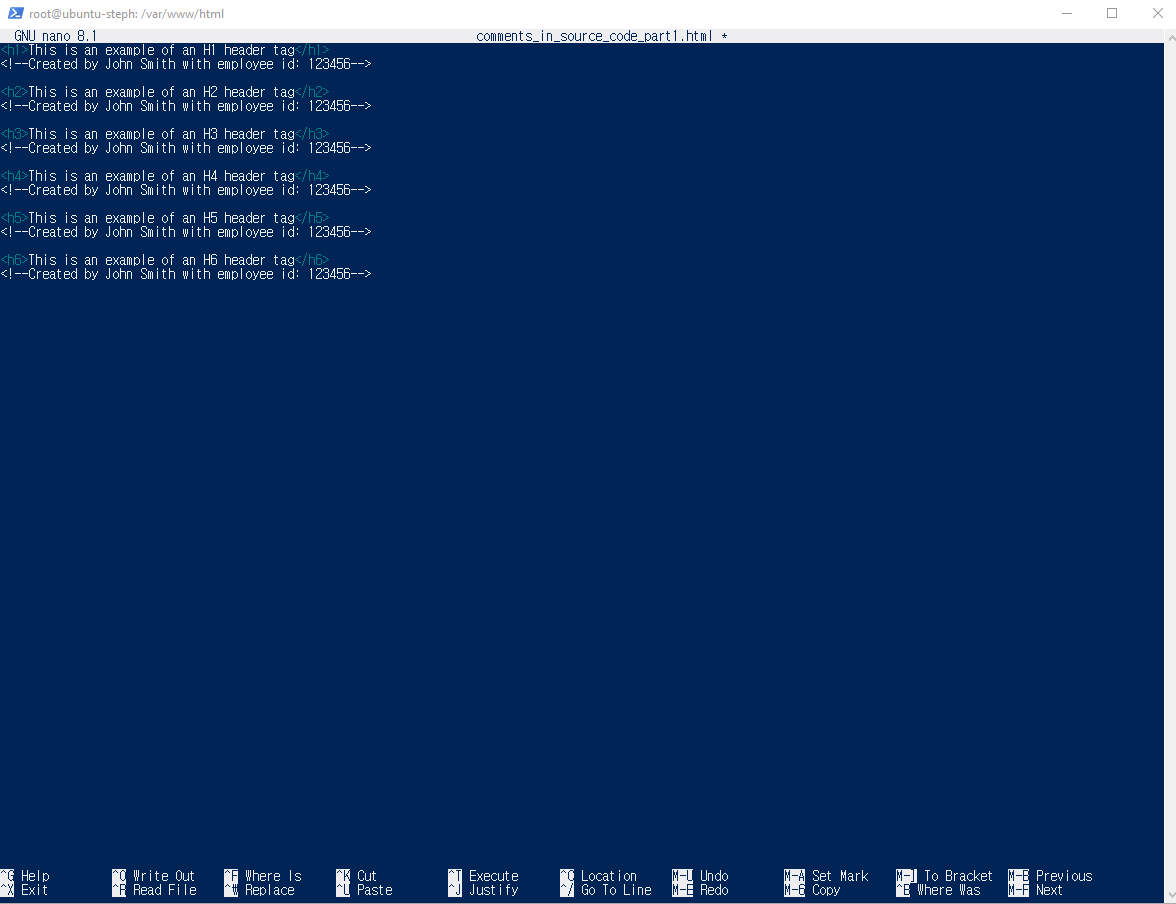 root@ubuntu-steph: /var/www/html
GNU nano 8.1 comments_in_source_code_part1.html *
<h1>This is an example of an H1 header tag</h1>
<!--Created by John Smith with employee id: 123456-->
<h2>This is an example of an H2 header tag</h2>
<!--Created by John Smith with employee id: 123456-->
<h3>This is an example of an H3 header tag</h3>
<!--Created by John Smith with employee id: 123456-->
<h4>This is an example of an H4 header tag</h4>
<!--Created by John Smith with employee id: 123456-->
<h5>This is an example of an H5 header tag</h5>
<!--Created by John Smith with employee id: 123456-->
<h6>This is an example of an H6 header tag</h6>
<!--Created by John Smith with employee id: 123456-->
^G Help ^O Write Out ^F Where Is ^K Cut ^T Execute ^C Location M-U Undo M-A Set Mark M-] To Bracket M-B Previous
^X Exit ^R Read File ^# Replace ^U Paste ^J Justify ^/ Go To Line M-E Redo M-6 Copy ^B Where Was M-F Next